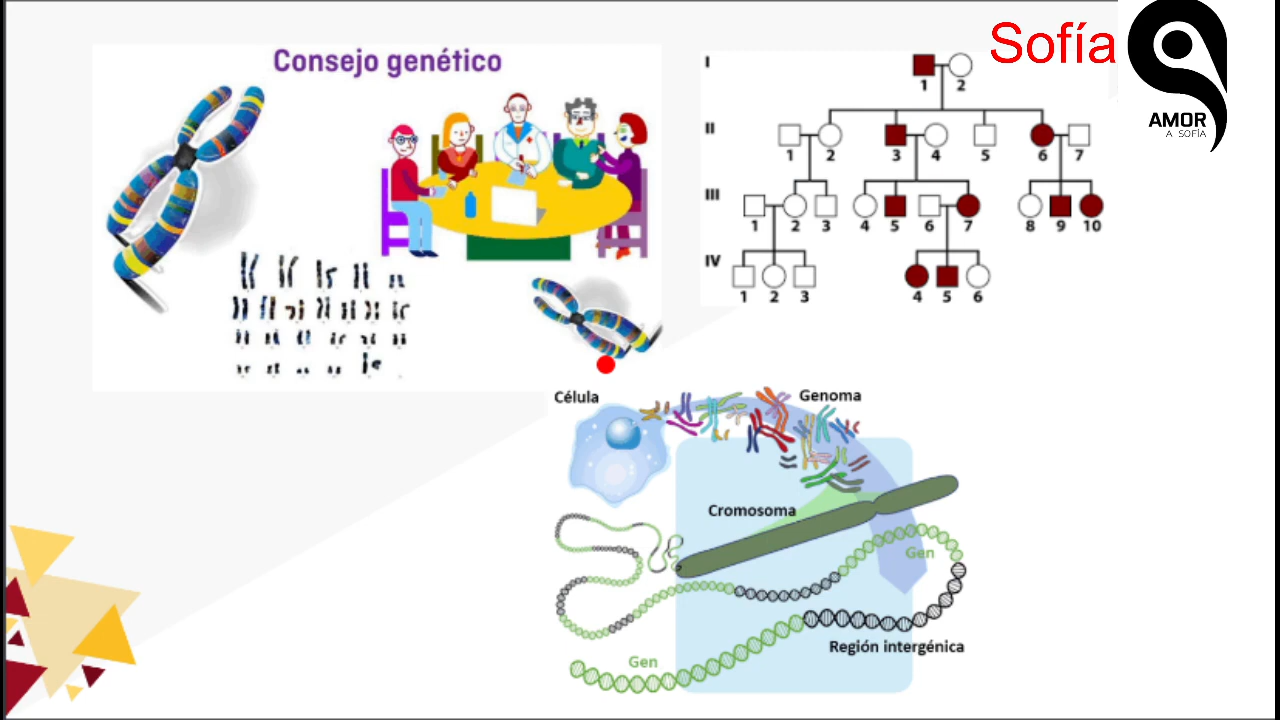 Consejo genético
Sofía
AMOR
A SOFÍA
I
1 2
II
1 2 3 4 5 6 7
III
1 2 3 4 5 6 7 8 9 10
IV
1 2 3 4 5 6
Célula
Genoma
Cromosoma
Gen
Región intergénica
Gen